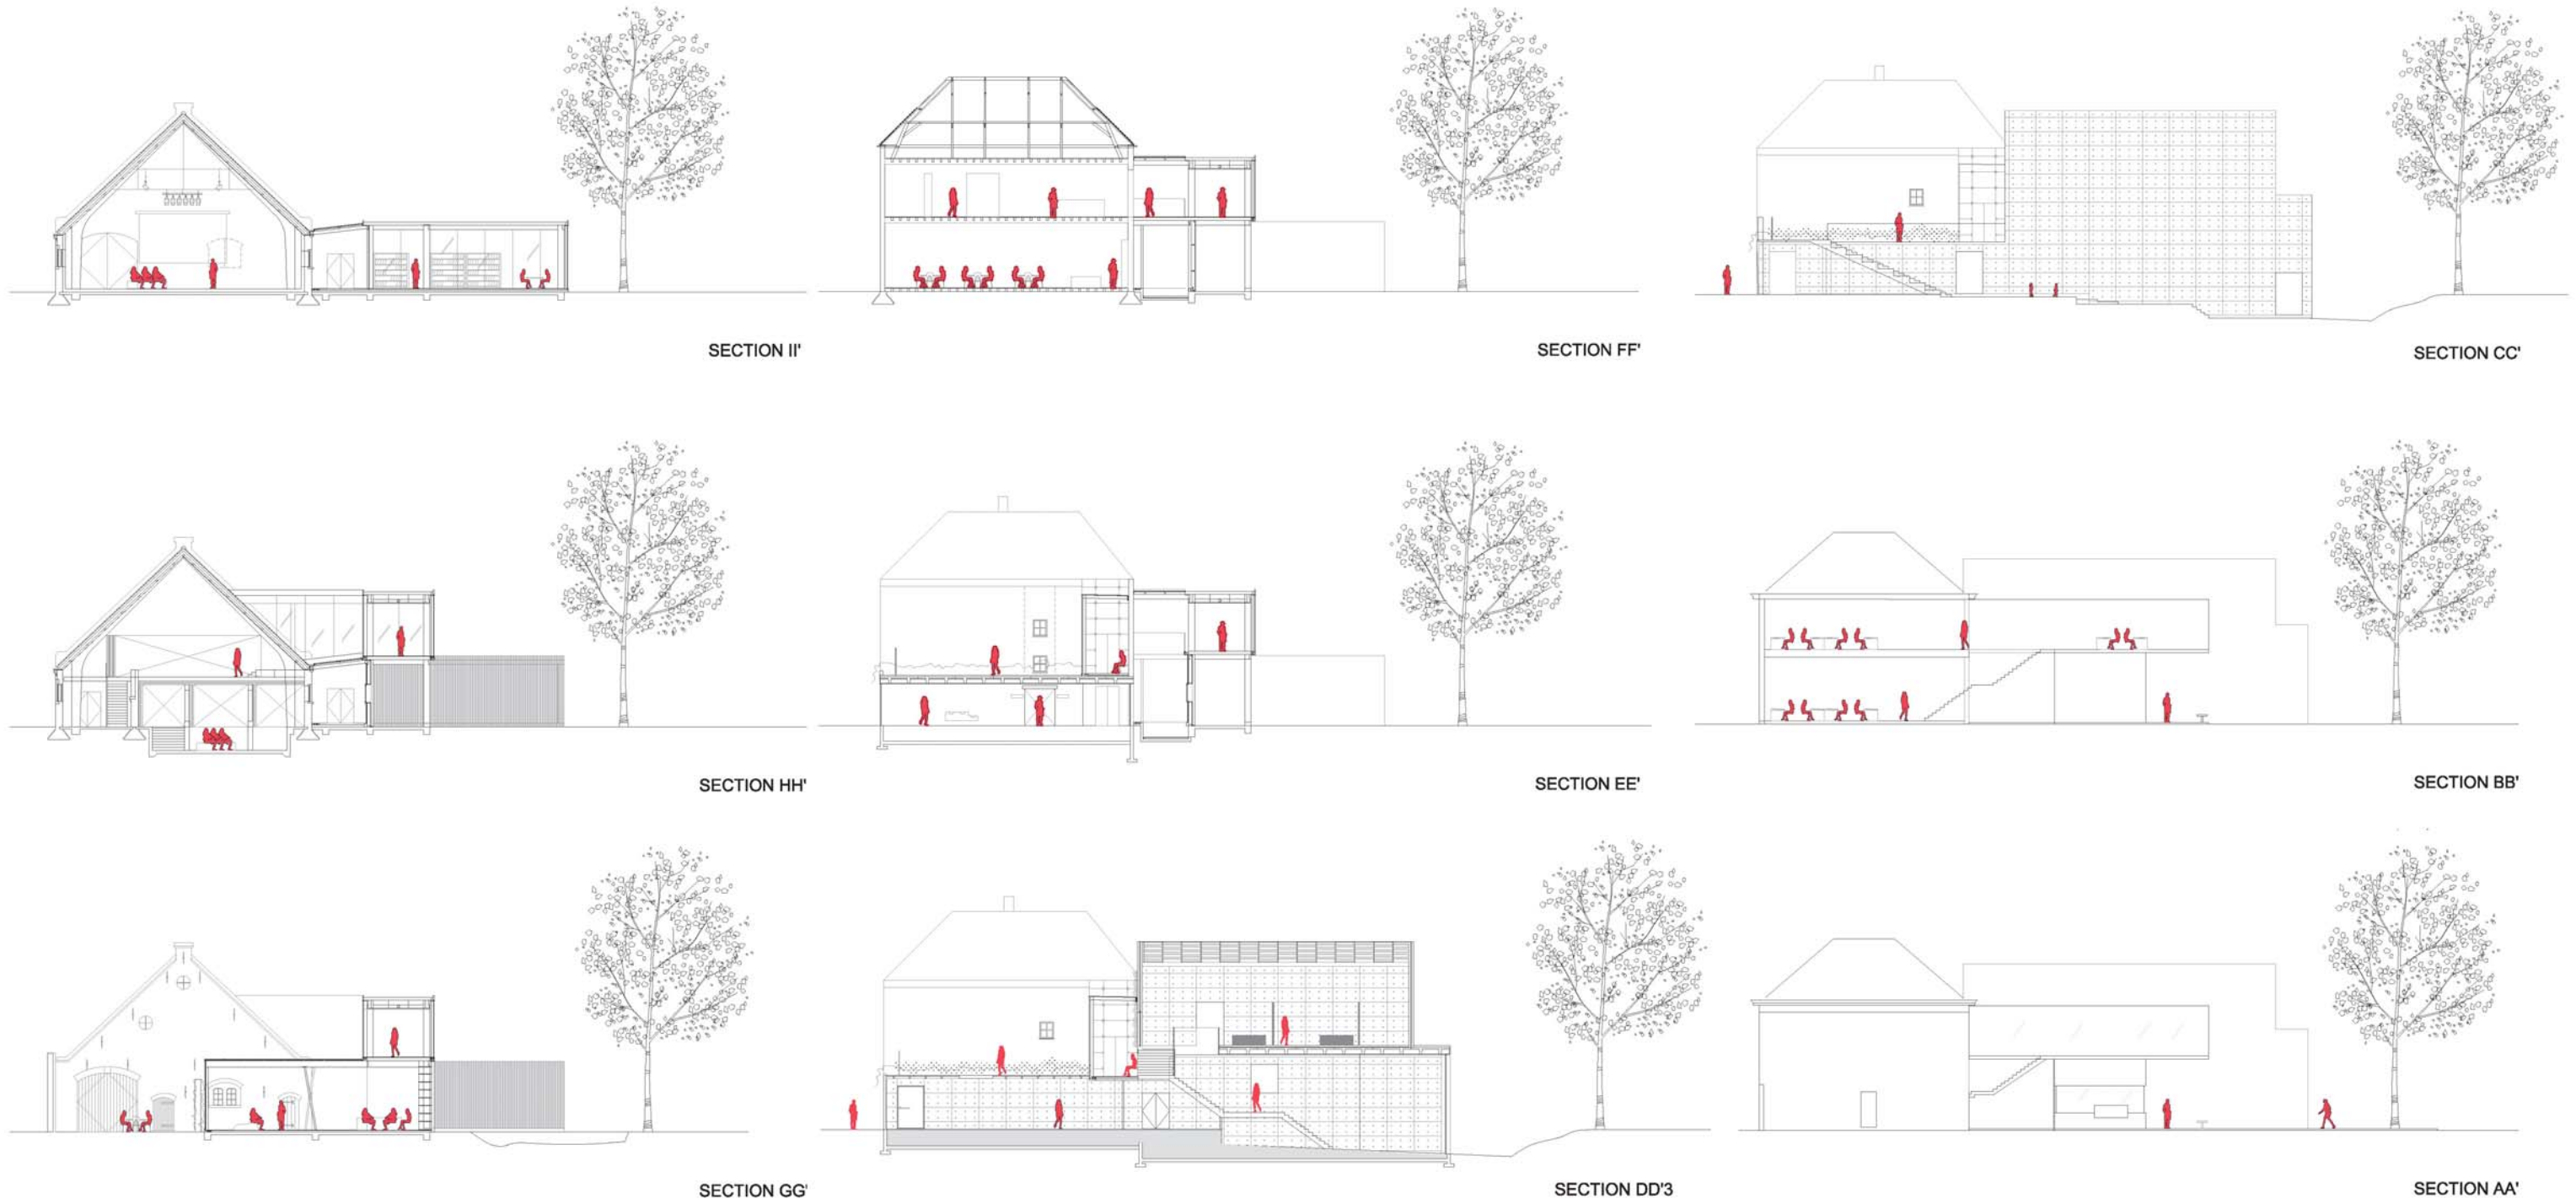 SECTION II'
SECTION FF'
SECTION CC'
SECTION HH'
SECTION EE'
SECTION BB'
SECTION GG'
SECTION DD'3
SECTION AA'